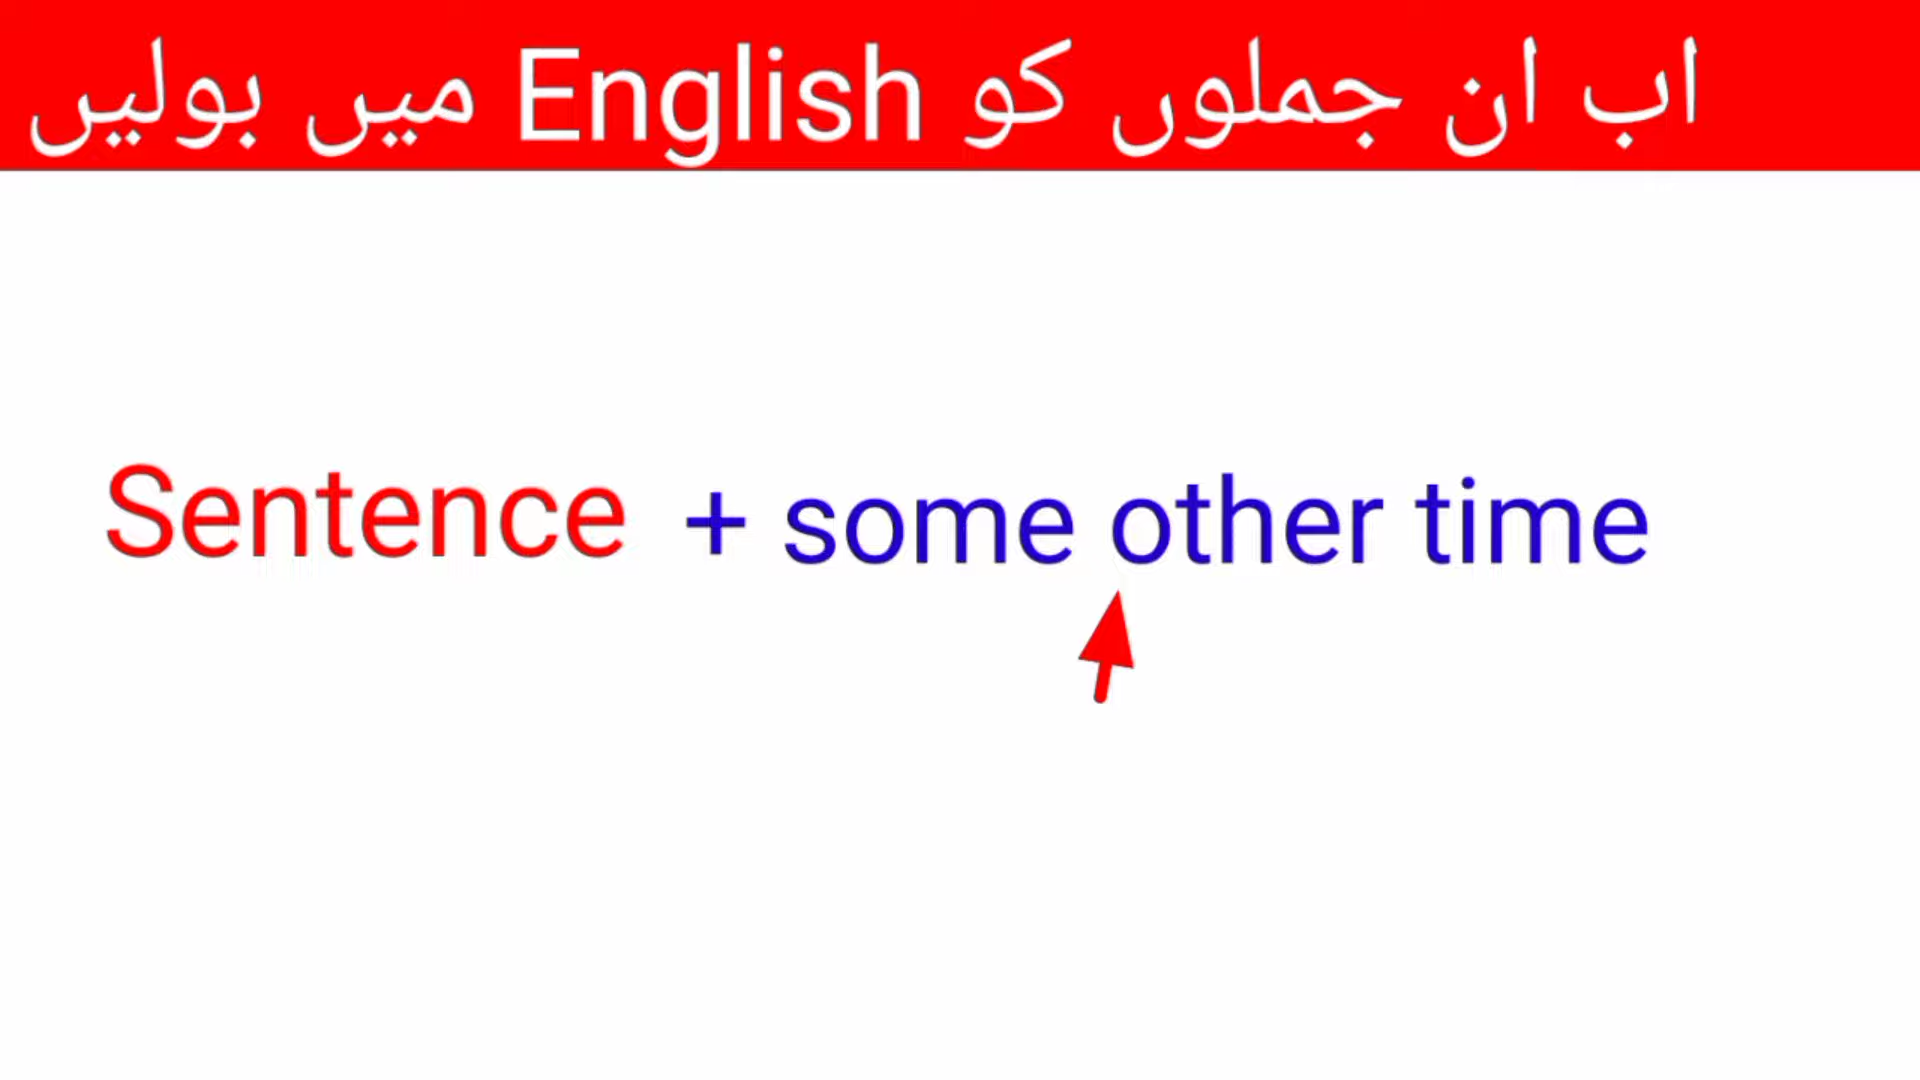 اب ان جملوں کو English میں بولیں
Sentence + some other time